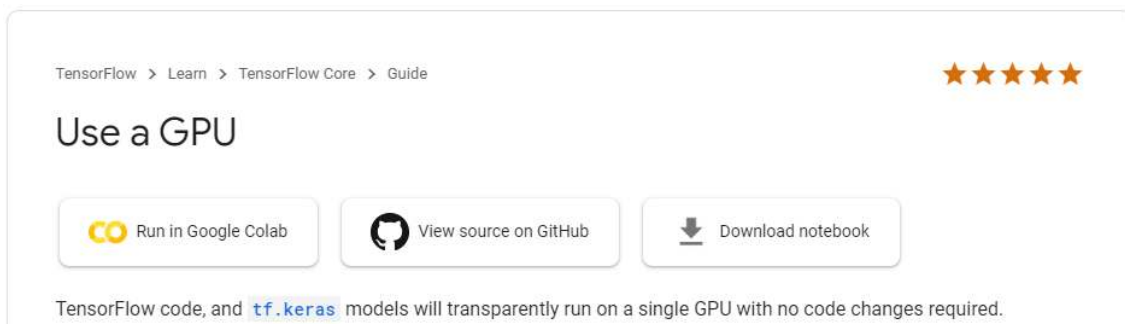 TensorFlow > Learn > TensorFlow Core > Guide
Use a GPU
Run in Google Colab View source on GitHub Download notebook
TensorFlow code, and tf.keras models will transparently run on a single GPU with no code changes required.